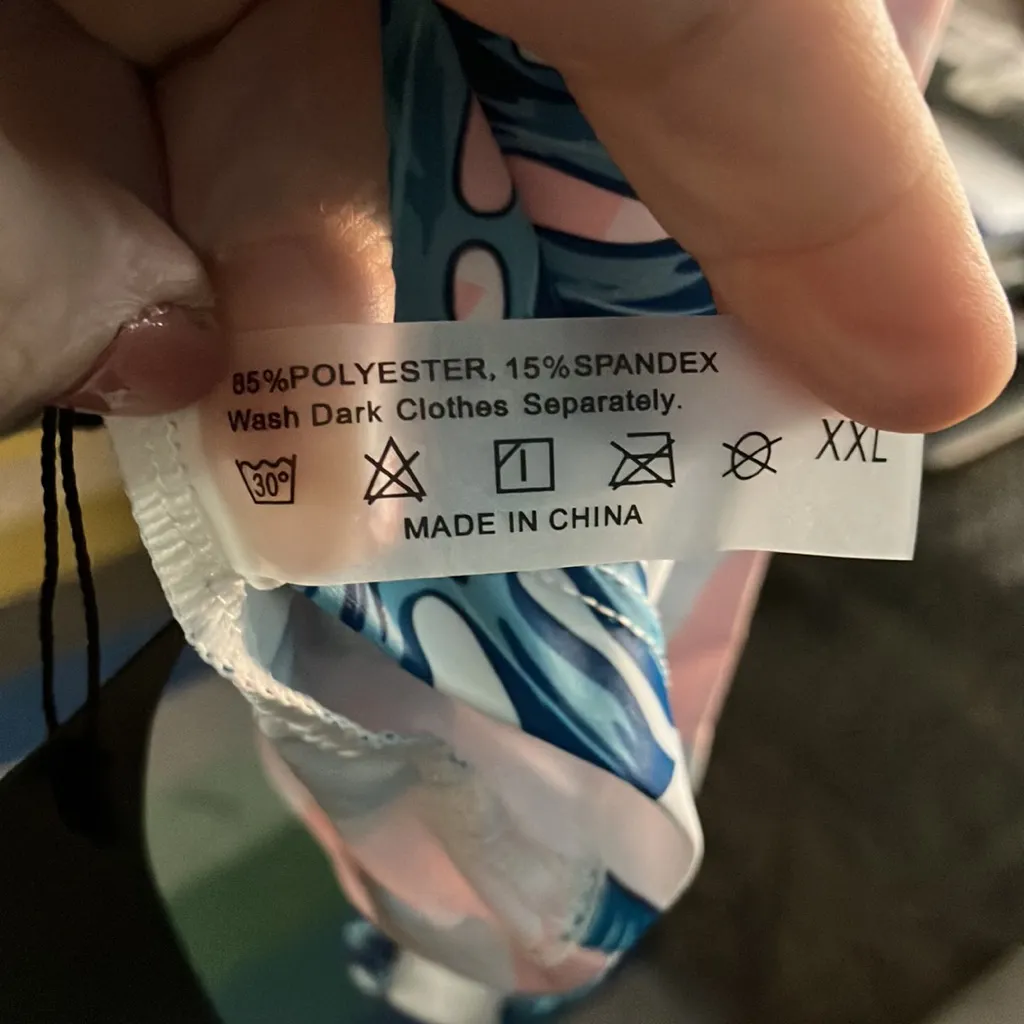 85%POLYESTER, 15%SPANDEX
Wash Dark Clothes Separately.
30° XXL
MADE IN CHINA